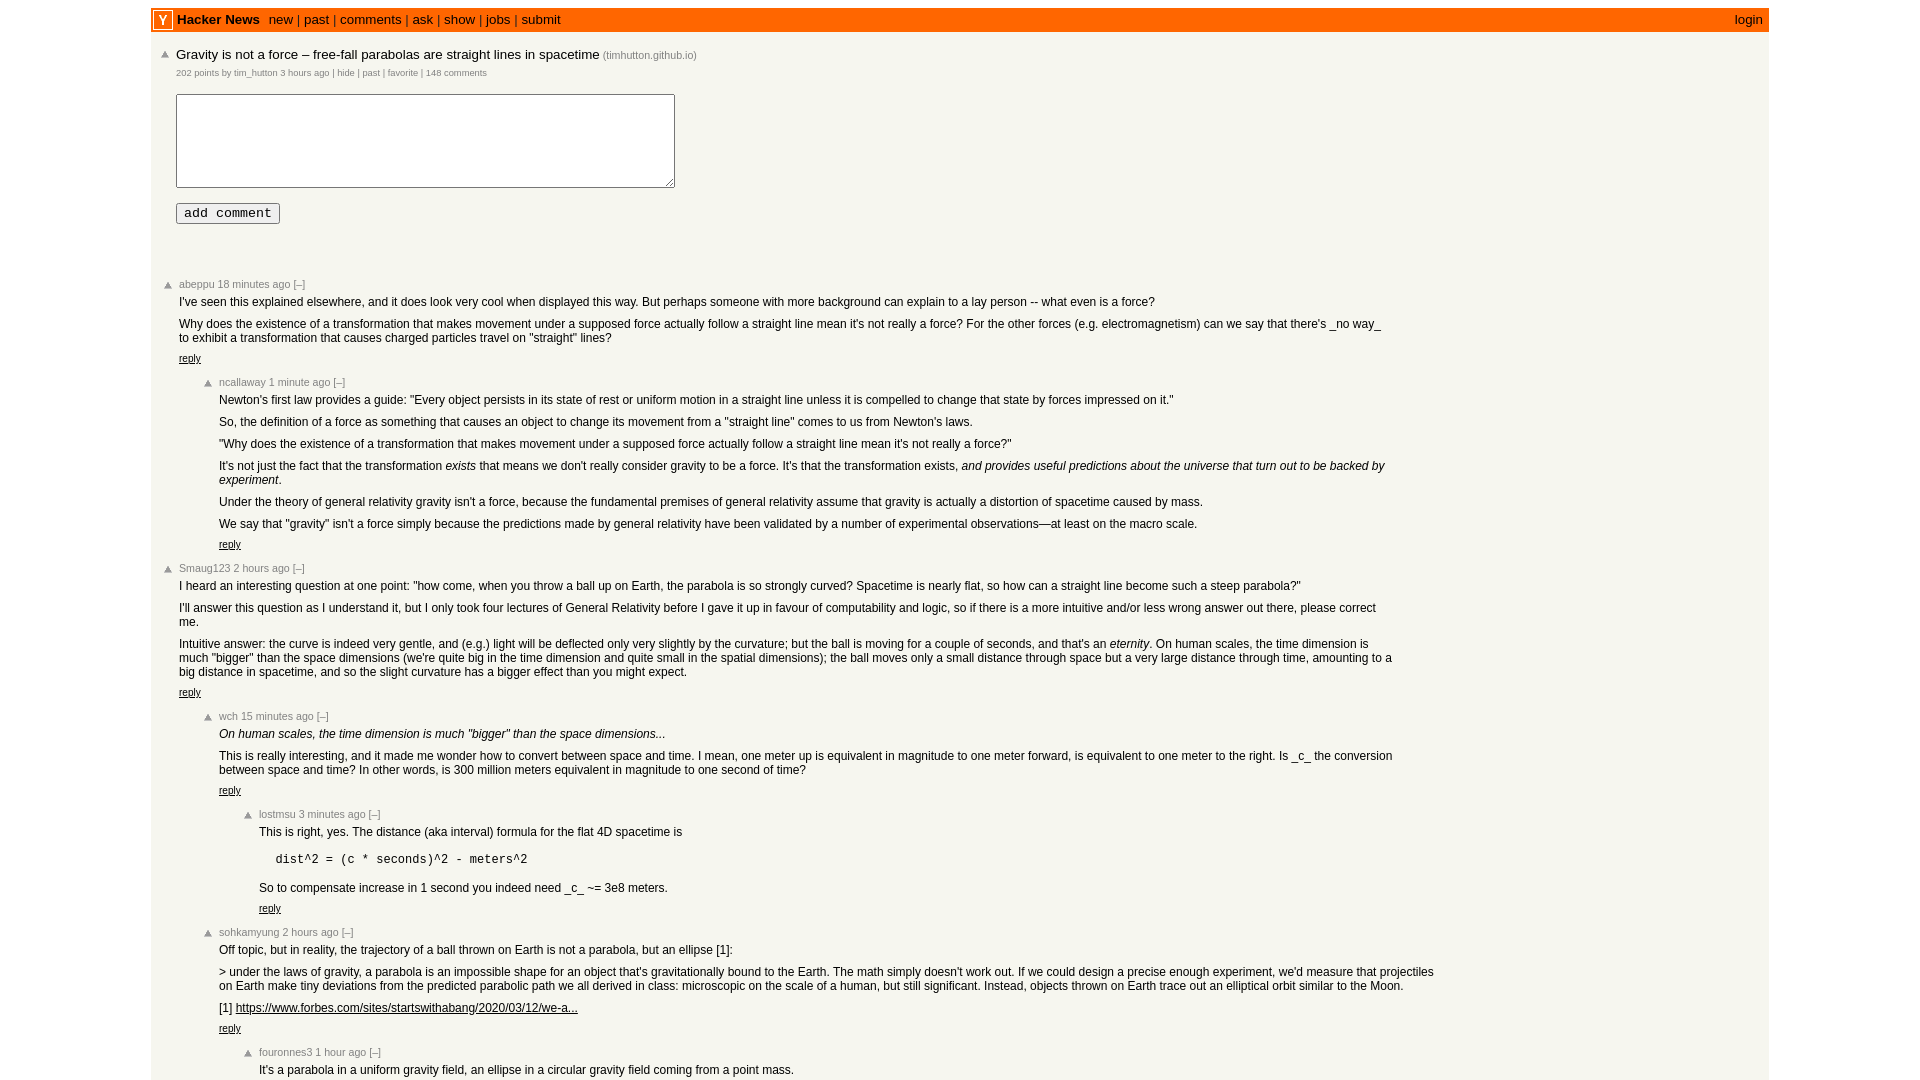 Y Hacker News new | past | comments | ask | show | jobs | submit login
Gravity is not a force – free-fall parabolas are straight lines in spacetime (timhutton.github.io)
202 points by tim_hutton 3 hours ago | hide | past | favorite | 148 comments
add comment
abeppu 18 minutes ago [–]
I've seen this explained elsewhere, and it does look very cool when displayed this way. But perhaps someone with more background can explain to a lay person -- what even is a force?
Why does the existence of a transformation that makes movement under a supposed force actually follow a straight line mean it's not really a force? For the other forces (e.g. electromagnetism) can we say that there's _no way_
to exhibit a transformation that causes charged particles travel on "straight" lines?
reply
ncallaway 1 minute ago [–]
Newton's first law provides a guide: "Every object persists in its state of rest or uniform motion in a straight line unless it is compelled to change that state by forces impressed on it."
So, the definition of a force as something that causes an object to change its movement from a "straight line" comes to us from Newton's laws.
"Why does the existence of a transformation that makes movement under a supposed force actually follow a straight line mean it's not really a force?"
It's not just the fact that the transformation exists that means we don't really consider gravity to be a force. It's that the transformation exists, and provides useful predictions about the universe that turn out to be backed by
experiment.
Under the theory of general relativity gravity isn't a force, because the fundamental premises of general relativity assume that gravity is actually a distortion of spacetime caused by mass.
We say that "gravity" isn't a force simply because the predictions made by general relativity have been validated by a number of experimental observations—at least on the macro scale.
reply
Smaug123 2 hours ago [–]
I heard an interesting question at one point: "how come, when you throw a ball up on Earth, the parabola is so strongly curved? Spacetime is nearly flat, so how can a straight line become such a steep parabola?"
I'll answer this question as I understand it, but I only took four lectures of General Relativity before I gave it up in favour of computability and logic, so if there is a more intuitive and/or less wrong answer out there, please correct
me.
Intuitive answer: the curve is indeed very gentle, and (e.g.) light will be deflected only very slightly by the curvature; but the ball is moving for a couple of seconds, and that's an eternity. On human scales, the time dimension is
much "bigger" than the space dimensions (we're quite big in the time dimension and quite small in the spatial dimensions); the ball moves only a small distance through space but a very large distance through time, amounting to a
big distance in spacetime, and so the slight curvature has a bigger effect than you might expect.
reply
wch 15 minutes ago [–]
On human scales, the time dimension is much "bigger" than the space dimensions...
This is really interesting, and it made me wonder how to convert between space and time. I mean, one meter up is equivalent in magnitude to one meter forward, is equivalent to one meter to the right. Is _c_ the conversion
between space and time? In other words, is 300 million meters equivalent in magnitude to one second of time?
reply
lostmsu 3 minutes ago [–]
This is right, yes. The distance (aka interval) formula for the flat 4D spacetime is
dist^2 = (c * seconds)^2 - meters^2
So to compensate increase in 1 second you indeed need _c_ ~= 3e8 meters.
reply
sohkamyung 2 hours ago [–]
Off topic, but in reality, the trajectory of a ball thrown on Earth is not a parabola, but an ellipse [1]:
> under the laws of gravity, a parabola is an impossible shape for an object that's gravitationally bound to the Earth. The math simply doesn't work out. If we could design a precise enough experiment, we'd measure that projectiles
on Earth make tiny deviations from the predicted parabolic path we all derived in class: microscopic on the scale of a human, but still significant. Instead, objects thrown on Earth trace out an elliptical orbit similar to the Moon.
[1] https://www.forbes.com/sites/startswithabang/2020/03/12/we-a...
reply
fouronnes3 1 hour ago [–]
It's a parabola in a uniform gravity field, an ellipse in a circular gravity field coming from a point mass.